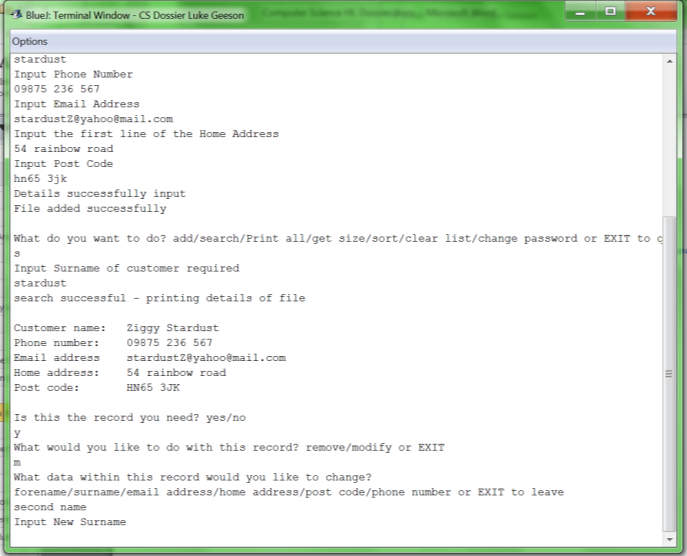 BlueJ: Terminal Window - CS Dossier Luke Geeson
Options
stardust
Input Phone Number
09875 236 567
Input Email Address
stardustZ@yahoo@mail.com
Input the first line of the Home Address
54 rainbow road
Input Post Code
hn65 3jk
Details successfully input
File added successfully
What do you want to do? add/search/Print all/get size/sort/clear list/change password or EXIT to
s
Input Surname of customer required
stardust
search successful - printing details of file
Customer name: Ziggy Stardust
Phone number: 09875 236 567
Email address stardustZ@yahoo@mail.com
Home address: 54 rainbow road
Post code: HN65 3JK
Is this the record you need? yes/no
y
What would you like to do with this record? remove/modify or EXIT
m
What data within this record would you like to change?
forename/surname/email address/home address/post code/phone number or EXIT to leave
second name
Input New Surname